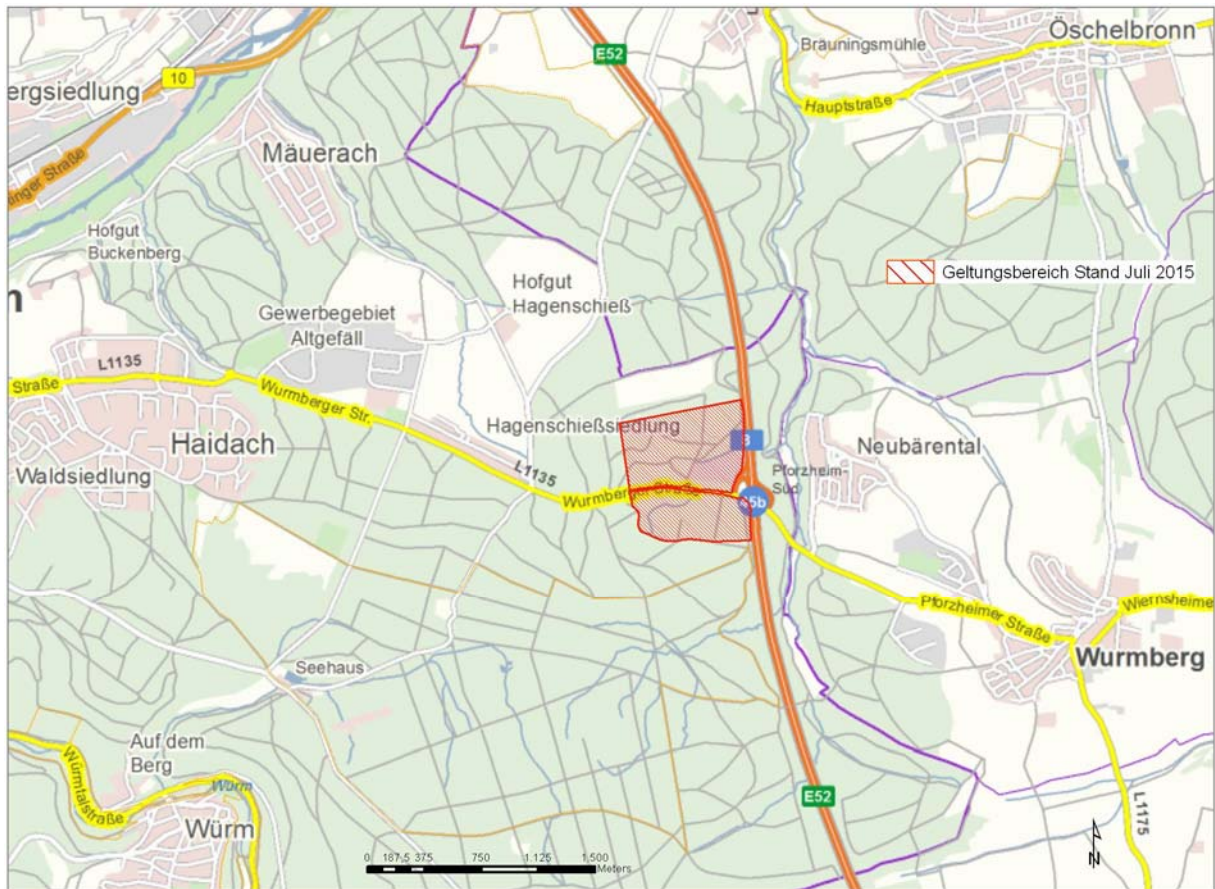 E52
Öschelbronn
Bräuningsmühle
10
ergsiedlung
Hauptstraße
Mäuerach
anger Straße
Hofgut
Buckenberg
Geltungsbereich Stand Juli 2015
Hofgut
Hagenschieß
n
Gewerbegebiet
Altgefäll
L1135
Straße
Wurmberger Str.
Hagenschießsiedlung
Haidach
8
Neubärental
Waldsiedlung
L1135
Pforzheim-
Süd
Wurmberger Straße
45b
Pforzheimer Straße
Wiernsheime
Wurmberg
Seehaus
Auf dem
Berg
Würmtalstraße
Würm
E52
L1175
Würm
0 187,5 375 750 1.125 1.500
Meters
N